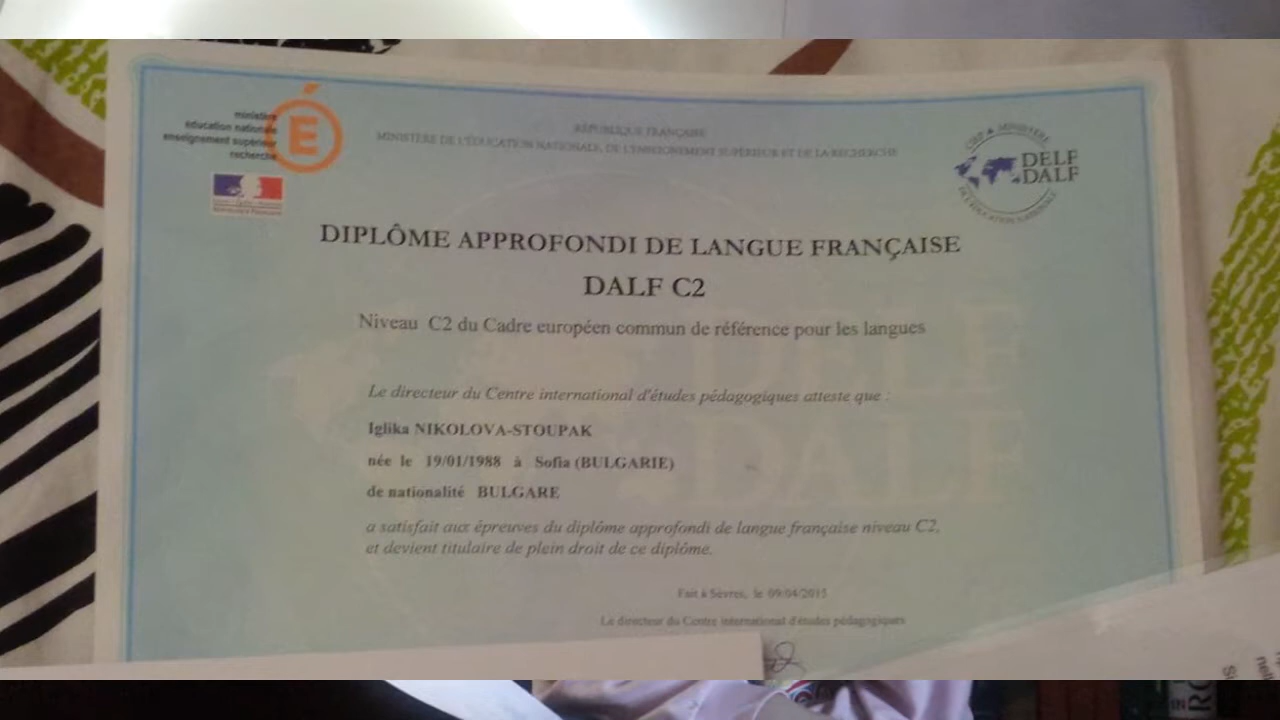 ministère
éducation nationale
enseignement supérieur
recherche
É
RÉPUBLIQUE FRANÇAISE
MINISTÈRE DE L'ÉDUCATION NATIONALE, DE L'ENSEIGNEMENT SUPÉRIEUR ET DE LA RECHERCHE
DELF
DALF
DIPLÔME APPROFONDI DE LANGUE FRANÇAISE
DALF C2
Niveau C2 du Cadre européen commun de référence pour les langues
Le directeur du Centre international d'études pédagogiques atteste que :
Iglika NIKOLOVA-STOUPAK
née le 19/01/1988 à Sofia (BULGARIE)
de nationalité BULGARE
a satisfait aux épreuves du diplôme approfondi de langue française niveau C2,
et devient titulaire de plein droit de ce diplôme.
Fait à Sèvres, le 09/04/2015
Le directeur du Centre international d'études pédagogiques